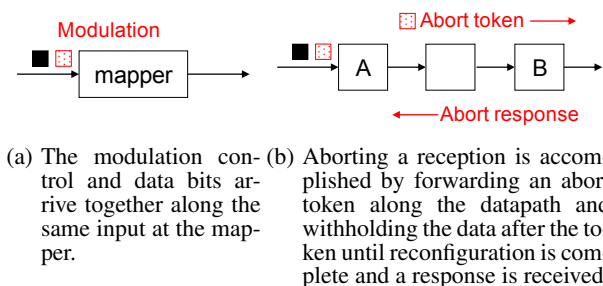 Modulation
mapper
Abort token
A
B
Abort response
(a) The modulation con-
trol and data bits ar-
rive together along the
same input at the map-
per.
(b) Aborting a reception is accom-
plished by forwarding an abor
token along the datapath and
withholding the data after the to-
ken until reconfiguration is com-
plete and a response is received